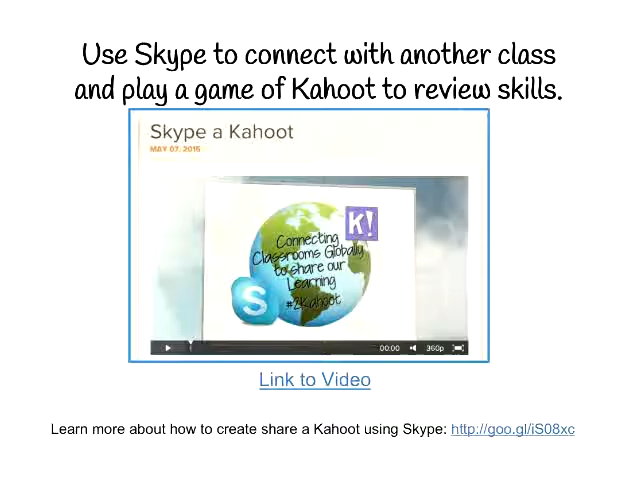 Use Skype to connect with another class
and play a game of Kahoot to review skills.
Skype a Kahoot
MAY 07, 2015
K!
Connecting
Classrooms Globally
to share our
Learning
#2Kahoot
S
00:00 360p
Link to Video
Learn more about how to create share a Kahoot using Skype: http://goo.gl/iS08xc